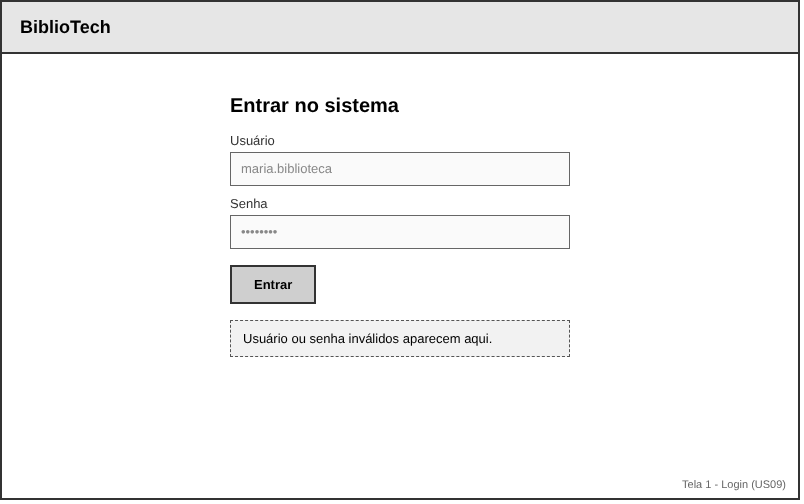 BiblioTech
Entrar no sistema
Usuário
maria.biblioteca
Senha
••••••••
Entrar
Usuário ou senha inválidos aparecem aqui.
Tela 1 - Login (US09)